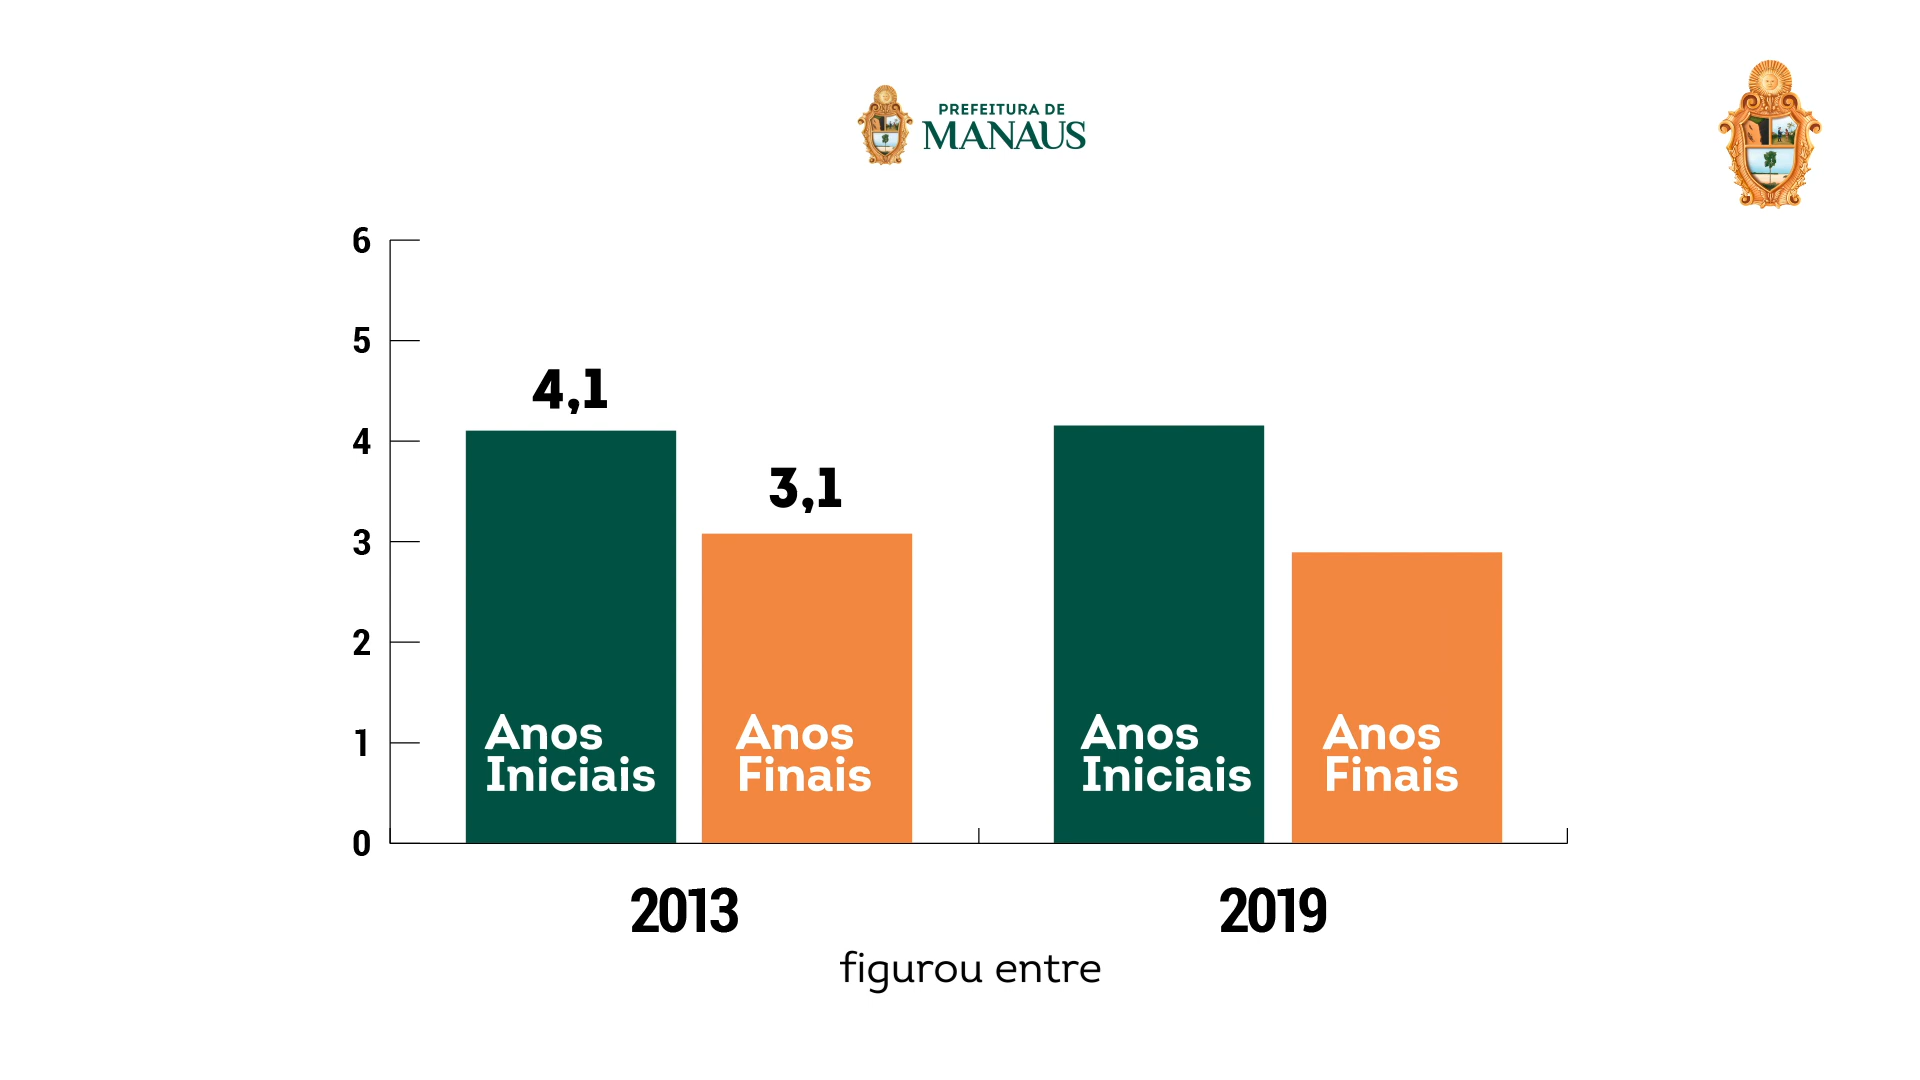 PREFEITURA DE
MANAUS
6
5
4
3
2
1
0
4,1
3,1
Anos
Iniciais
Anos
Finais
Anos
Iniciais
Anos
Finais
2013
2019
figurou entre